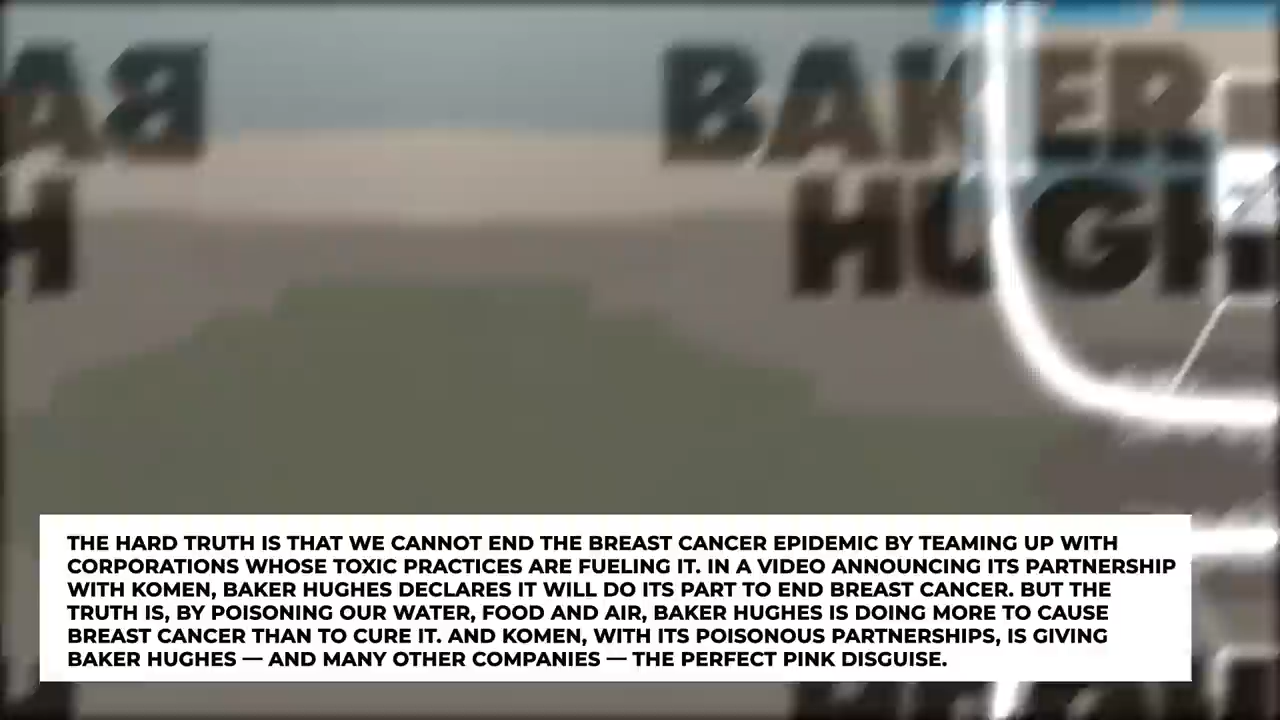 AB
BAKER
H
HUGH
THE HARD TRUTH IS THAT WE CANNOT END THE BREAST CANCER EPIDEMIC BY TEAMING UP WITH
CORPORATIONS WHOSE TOXIC PRACTICES ARE FUELING IT. IN A VIDEO ANNOUNCING ITS PARTNERSHIP
WITH KOMEN, BAKER HUGHES DECLARES IT WILL DO ITS PART TO END BREAST CANCER. BUT THE
TRUTH IS, BY POISONING OUR WATER, FOOD AND AIR, BAKER HUGHES IS DOING MORE TO CAUSE
BREAST CANCER THAN TO CURE IT. AND KOMEN, WITH ITS POISONOUS PARTNERSHIPS, IS GIVING
BAKER HUGHES — AND MANY OTHER COMPANIES — THE PERFECT PINK DISGUISE.